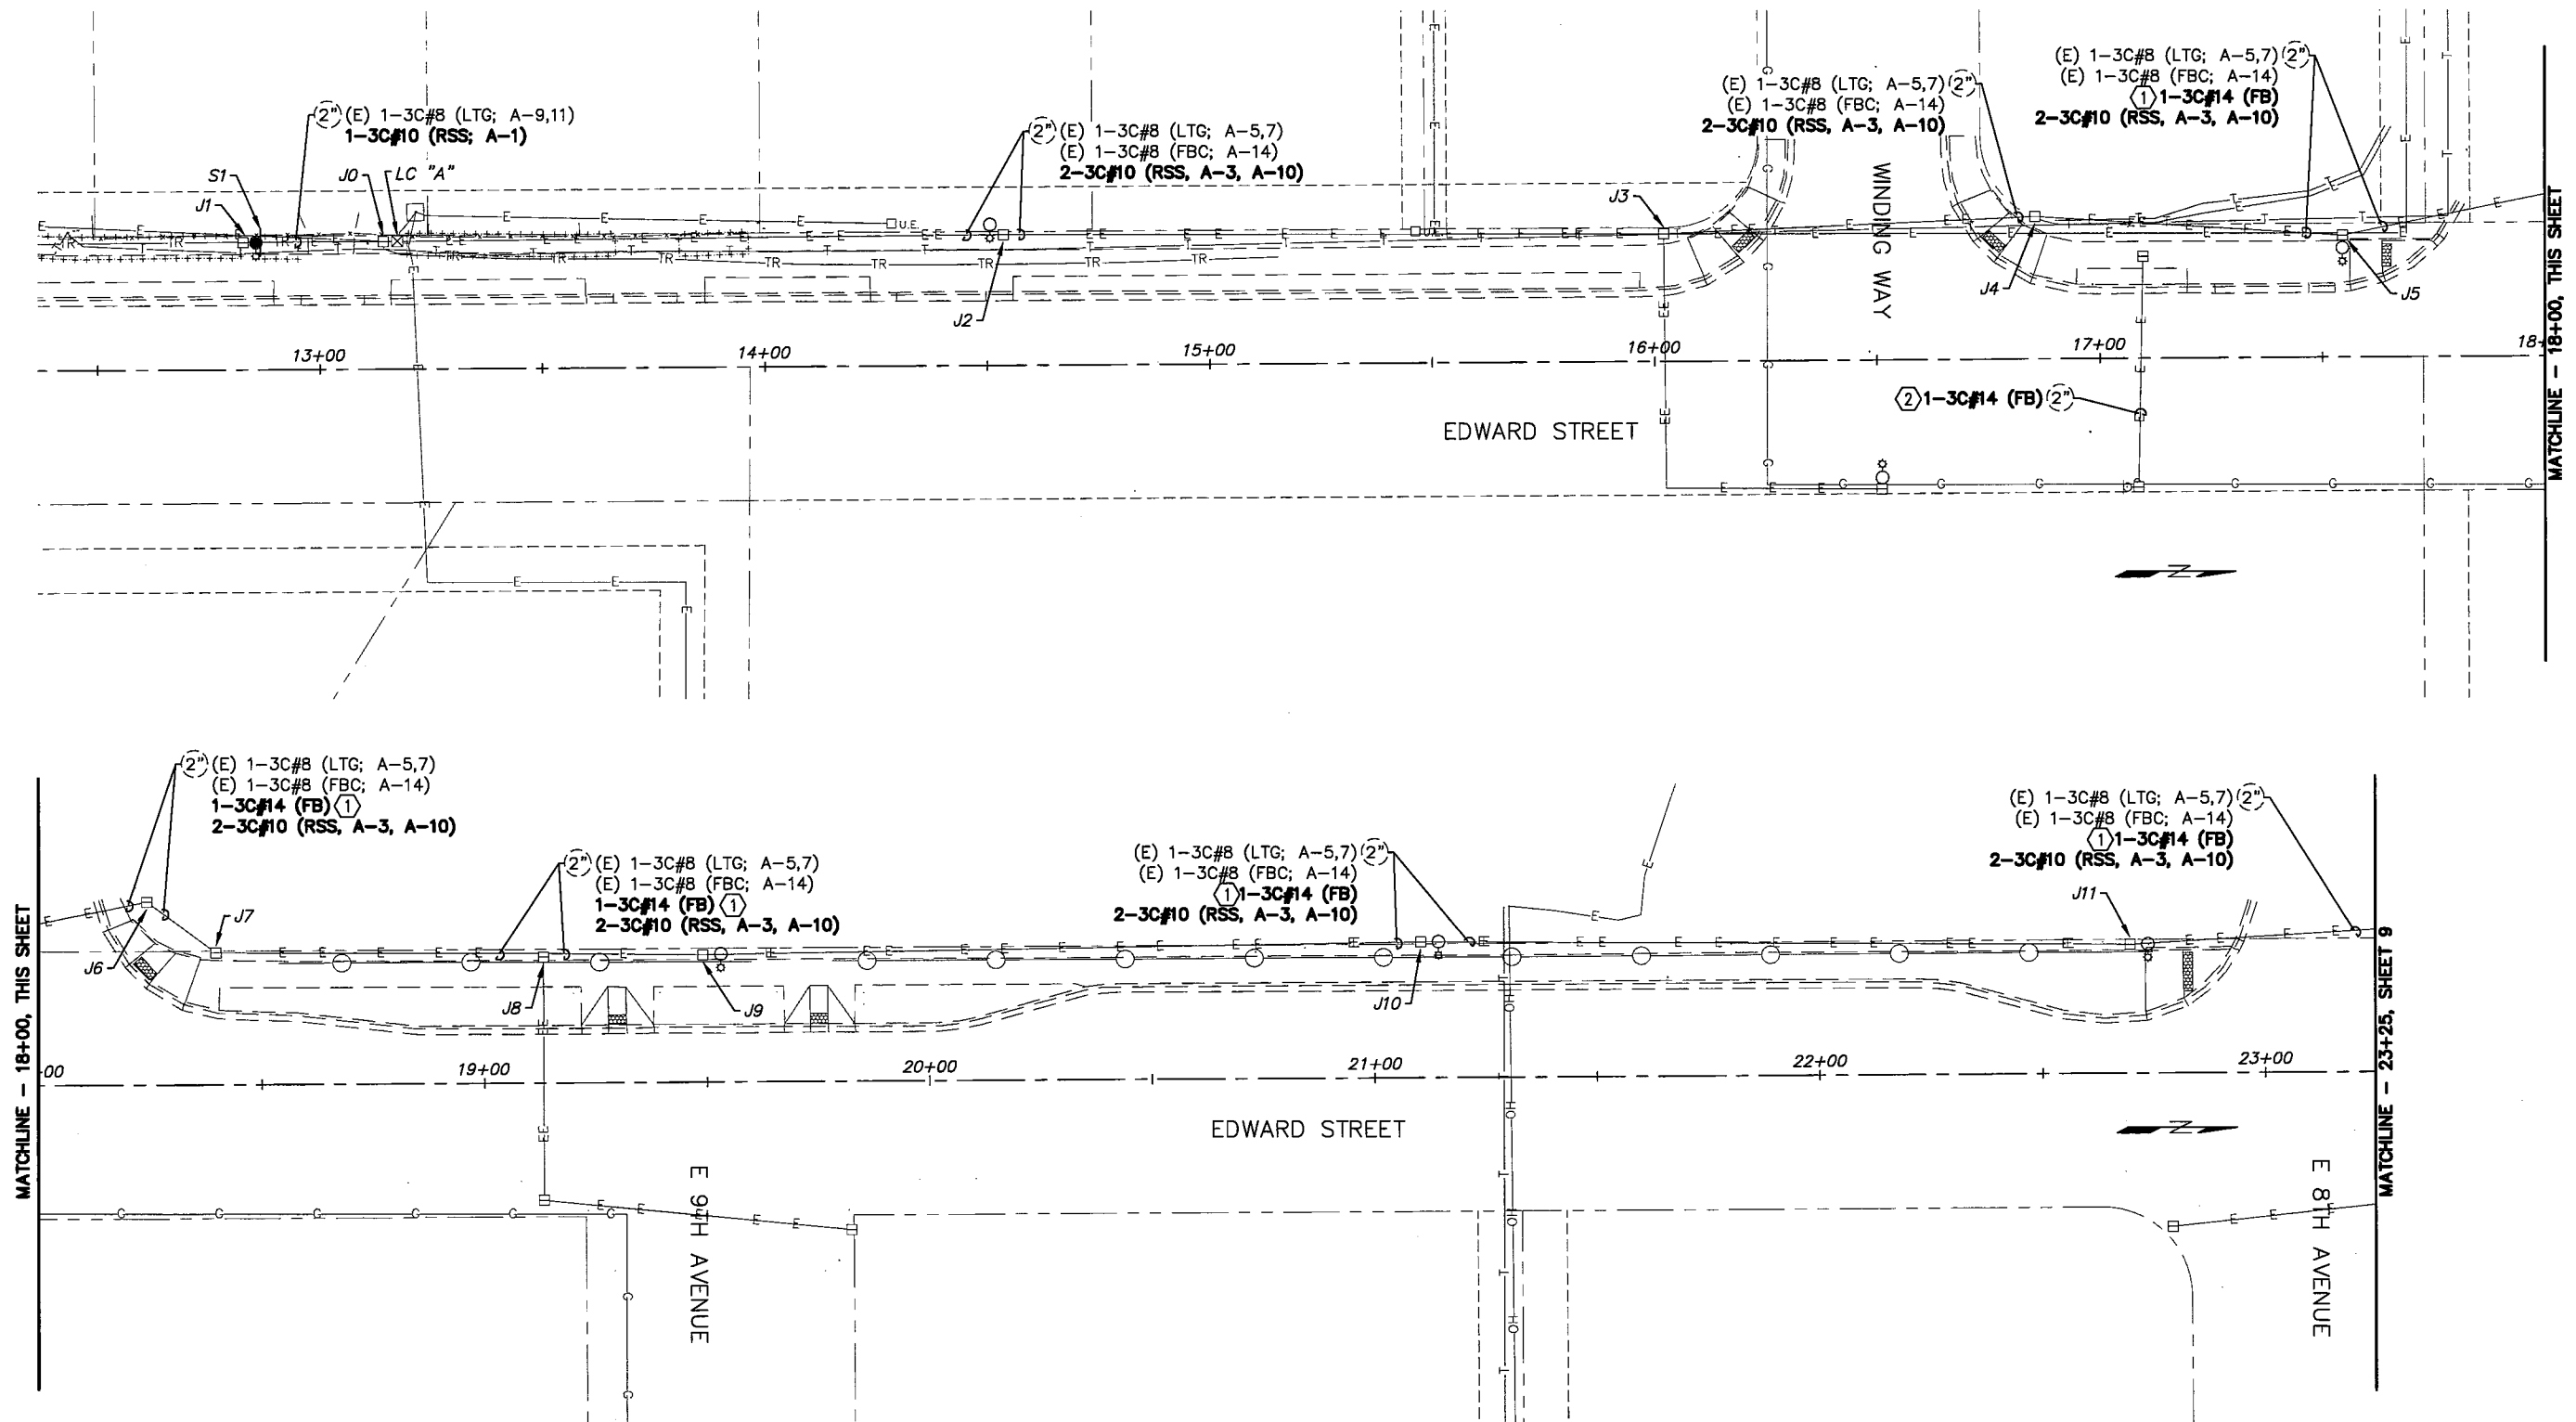 (E) 1-3C#8 (LTG; A-5,7) 2"
(E) 1-3C#8 (FBC; A-14)
1 1-3C#14 (FB)
2-3C#10 (RSS, A-3, A-10)
(E) 1-3C#8 (LTG; A-5,7) 2"
(E) 1-3C#8 (FBC; A-14)
2-3C#10 (RSS, A-3, A-10)
2" (E) 1-3C#8 (LTG; A-9,11)
1-3C#10 (RSS; A-1)
2" (E) 1-3C#8 (LTG; A-5,7)
(E) 1-3C#8 (FBC; A-14)
2-3C#10 (RSS, A-3, A-10)
S1
J0
LC "A"
J1
U.E.
J2
J3
J4
J5
WINDING WAY
13+00
14+00
15+00
16+00
17+00
18+
2 1-3C#14 (FB) 2"
EDWARD STREET
N
MATCHLINE - 18+00, THIS SHEET
2" (E) 1-3C#8 (LTG; A-5,7)
(E) 1-3C#8 (FBC; A-14)
1-3C#14 (FB) 1
2-3C#10 (RSS, A-3, A-10)
2" (E) 1-3C#8 (LTG; A-5,7)
(E) 1-3C#8 (FBC; A-14)
1-3C#14 (FB) 1
2-3C#10 (RSS, A-3, A-10)
(E) 1-3C#8 (LTG; A-5,7) 2"
(E) 1-3C#8 (FBC; A-14)
1 1-3C#14 (FB)
2-3C#10 (RSS, A-3, A-10)
(E) 1-3C#8 (LTG; A-5,7) 2"
(E) 1-3C#8 (FBC; A-14)
1 1-3C#14 (FB)
2-3C#10 (RSS, A-3, A-10)
J6
J7
J8
J9
J10
J11
00
19+00
20+00
21+00
22+00
23+00
EDWARD STREET
N
E 9TH AVENUE
E 8TH AVENUE
MATCHLINE - 18+00, THIS SHEET
MATCHLINE - 23+25, SHEET 9